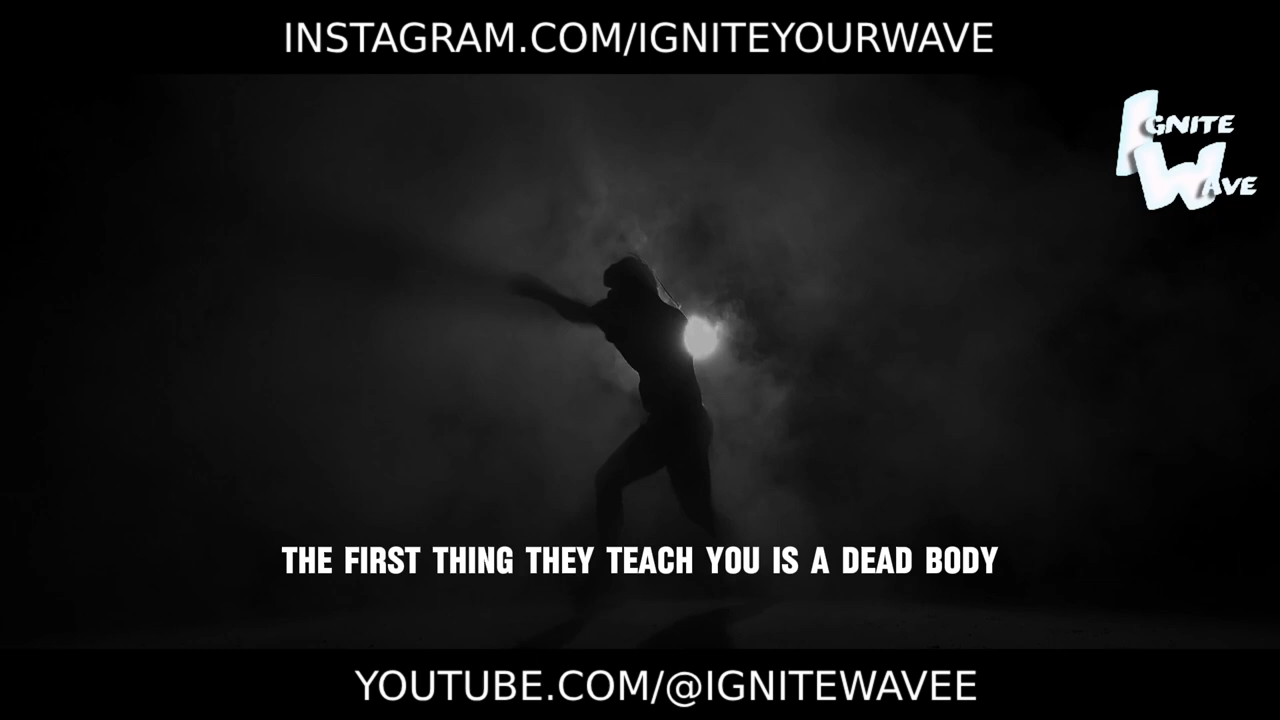 INSTAGRAM.COM/IGNITEYOURWAVE
IGNITE
WAVE
THE FIRST THING THEY TEACH YOU IS A DEAD BODY
YOUTUBE.COM/@IGNITEWAVEE